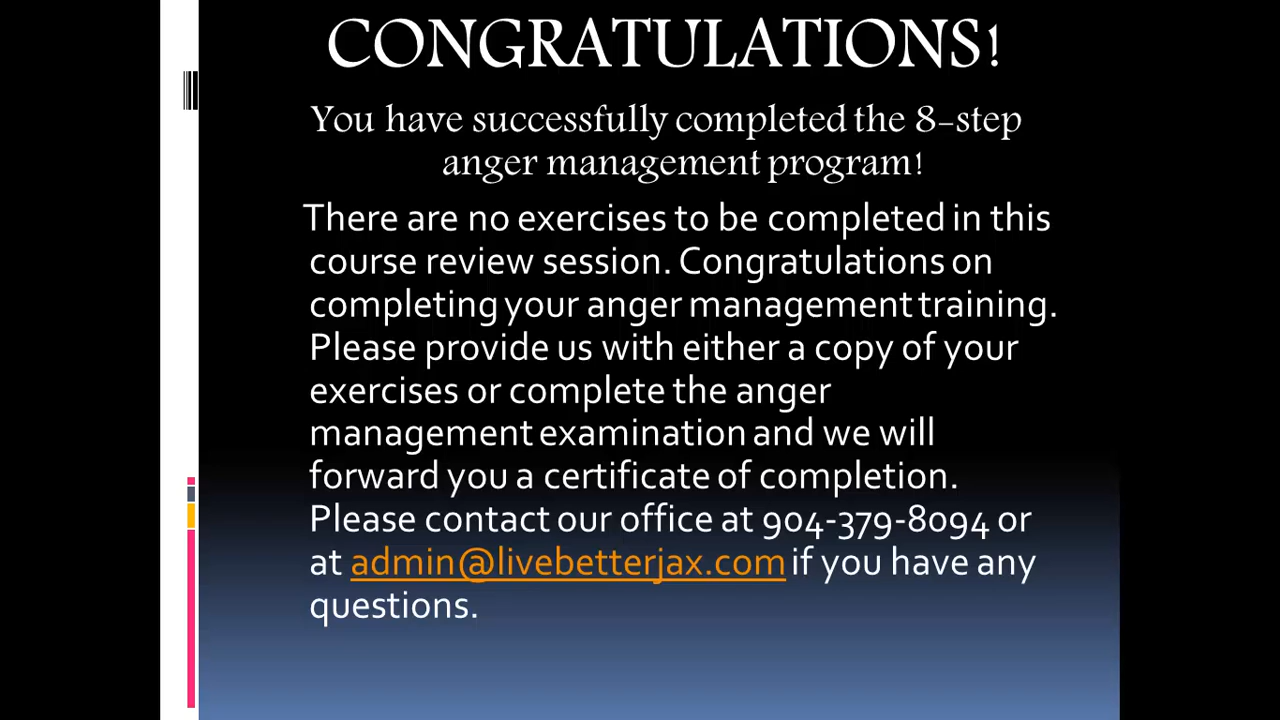 CONGRATULATIONS!
You have successfully completed the 8-step
anger management program!
There are no exercises to be completed in this
course review session. Congratulations on
completing your anger management training.
Please provide us with either a copy of your
exercises or complete the anger
management examination and we will
forward you a certificate of completion.
Please contact our office at 904-379-8094 or
at admin@livebetterjax.com if you have any
questions.